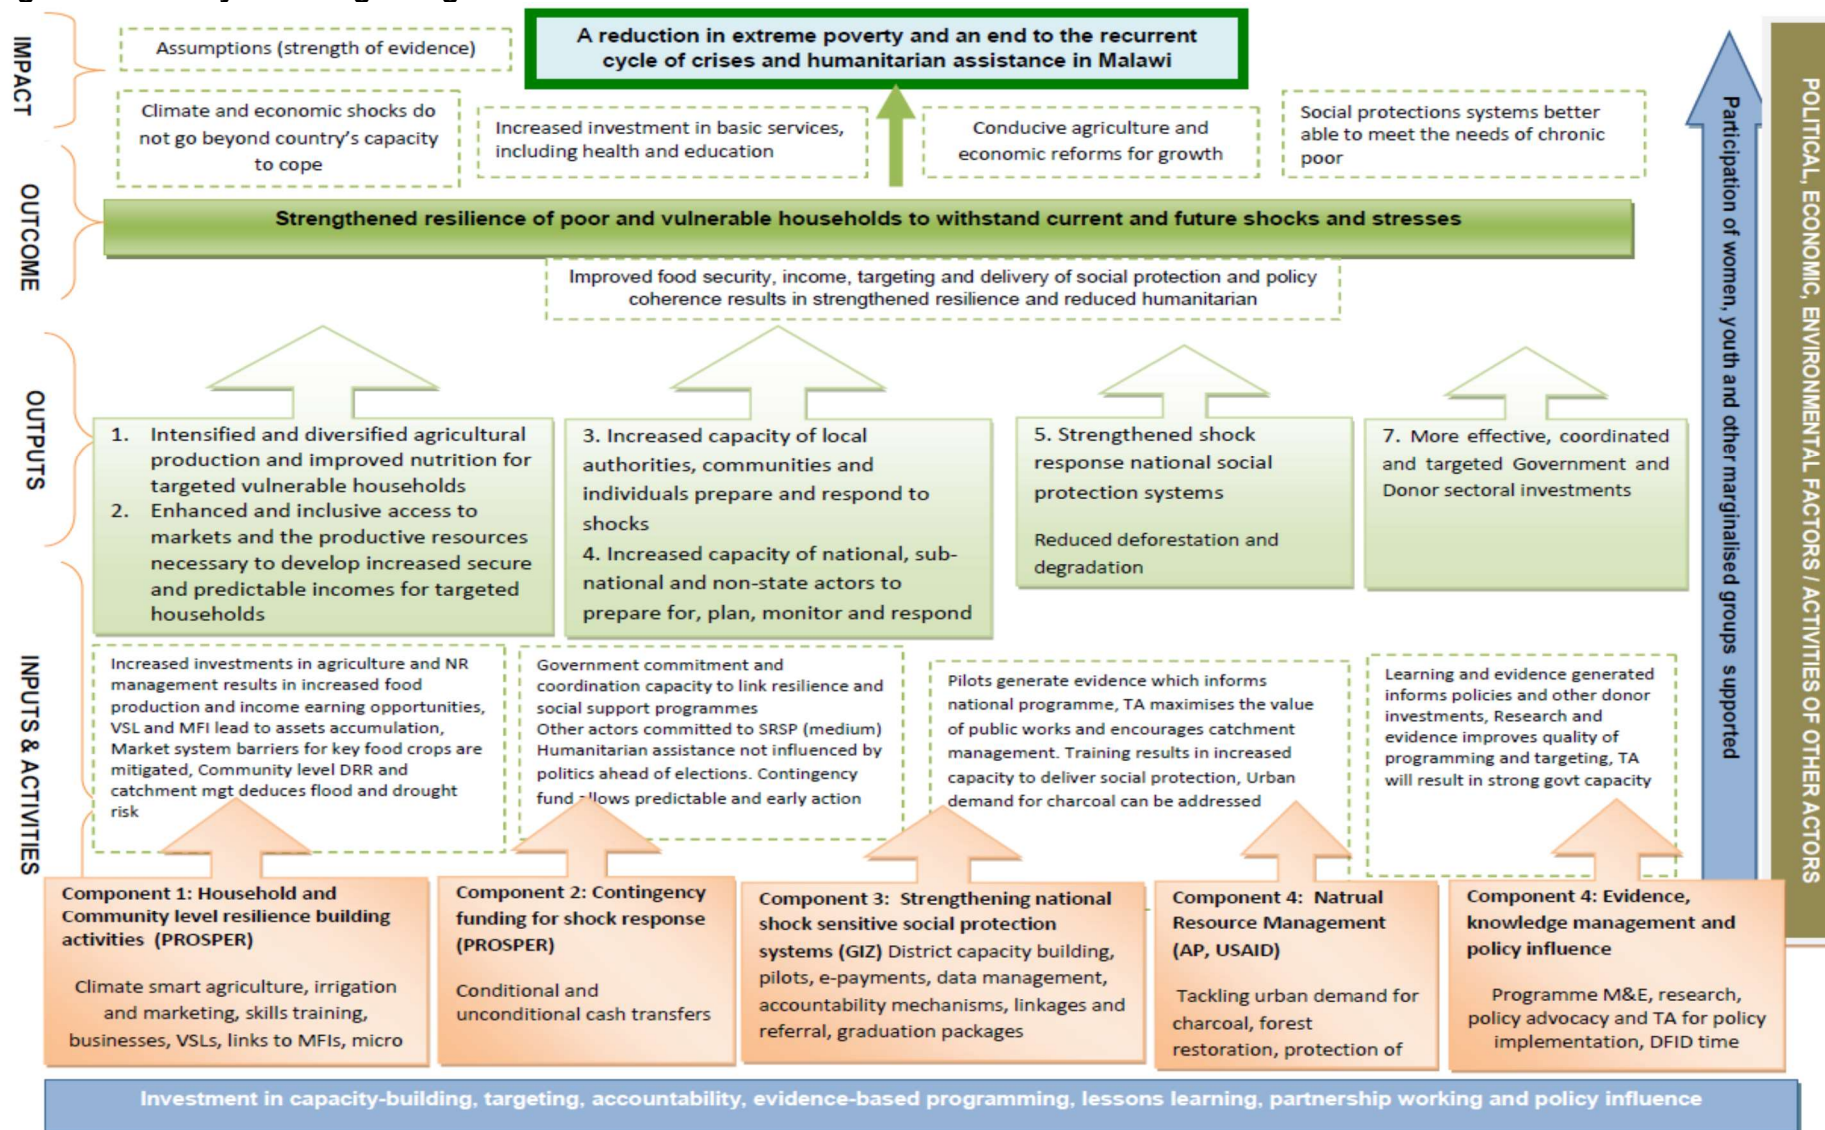 IMPACT
Assumptions (strength of evidence)
A reduction in extreme poverty and an end to the recurrent
cycle of crises and humanitarian assistance in Malawi
Climate and economic shocks do
not go beyond country's capacity
to cope
Increased investment in basic services,
including health and education
Conducive agriculture and
economic reforms for growth
Social protections systems better
able to meet the needs of chronic
poor
OUTCOME
Strengthened resilience of poor and vulnerable households to withstand current and future shocks and stresses
Improved food security, income, targeting and delivery of social protection and policy
coherence results in strengthened resilience and reduced humanitarian
OUTPUTS
1. Intensified and diversified agricultural
production and improved nutrition for
targeted vulnerable households
2. Enhanced and inclusive access to
markets and the productive resources
necessary to develop increased secure
and predictable incomes for targeted
households
3. Increased capacity of local
authorities, communities and
individuals prepare and respond to
shocks
4. Increased capacity of national, sub-
national and non-state actors to
prepare for, plan, monitor and respond
5. Strengthened shock
response national social
protection systems
Reduced deforestation and
degradation
7. More effective, coordinated
and targeted Government and
Donor sectoral investments
INPUTS & ACTIVITIES
Increased investments in agriculture and NR
management results in increased food
production and income earning opportunities,
VSL and MFI lead to assets accumulation,
Market system barriers for key food crops are
mitigated, Community level DRR and
catchment mgt deduces flood and drought
risk
Government commitment and
coordination capacity to link resilience and
social support programmes
Other actors committed to SRSP (medium)
Humanitarian assistance not influenced by
politics ahead of elections. Contingency
fund allows predictable and early action
Pilots generate evidence which informs
national programme, TA maximises the value
of public works and encourages catchment
management. Training results in increased
capacity to deliver social protection, Urban
demand for charcoal can be addressed
Learning and evidence generated
informs policies and other donor
investments, Research and
evidence improves quality of
programming and targeting, TA
will result in strong govt capacity
Component 1: Household and
Community level resilience building
activities (PROSPER)
Climate smart agriculture, irrigation
and marketing, skills training,
businesses, VSLs, links to MFIs, micro
Component 2: Contingency
funding for shock response
(PROSPER)
Conditional and
unconditional cash transfers
Component 3: Strengthening national
shock sensitive social protection
systems (GIZ) District capacity building,
pilots, e-payments, data management,
accountability mechanisms, linkages and
referral, graduation packages
Component 4: Natrual
Resource Management
(AP, USAID)
Tackling urban demand for
charcoal, forest
restoration, protection of
Component 4: Evidence,
knowledge management and
policy influence
Programme M&E, research,
policy advocacy and TA for policy
implementation, DFID time
Participation of women, youth and other marginalised groups supported
POLITICAL, ECONOMIC, ENVIRONMENTAL FACTORS / ACTIVITIES OF OTHER ACTORS
Investment in capacity-building, targeting, accountability, evidence-based programming, lessons learning, partnership working and policy influence